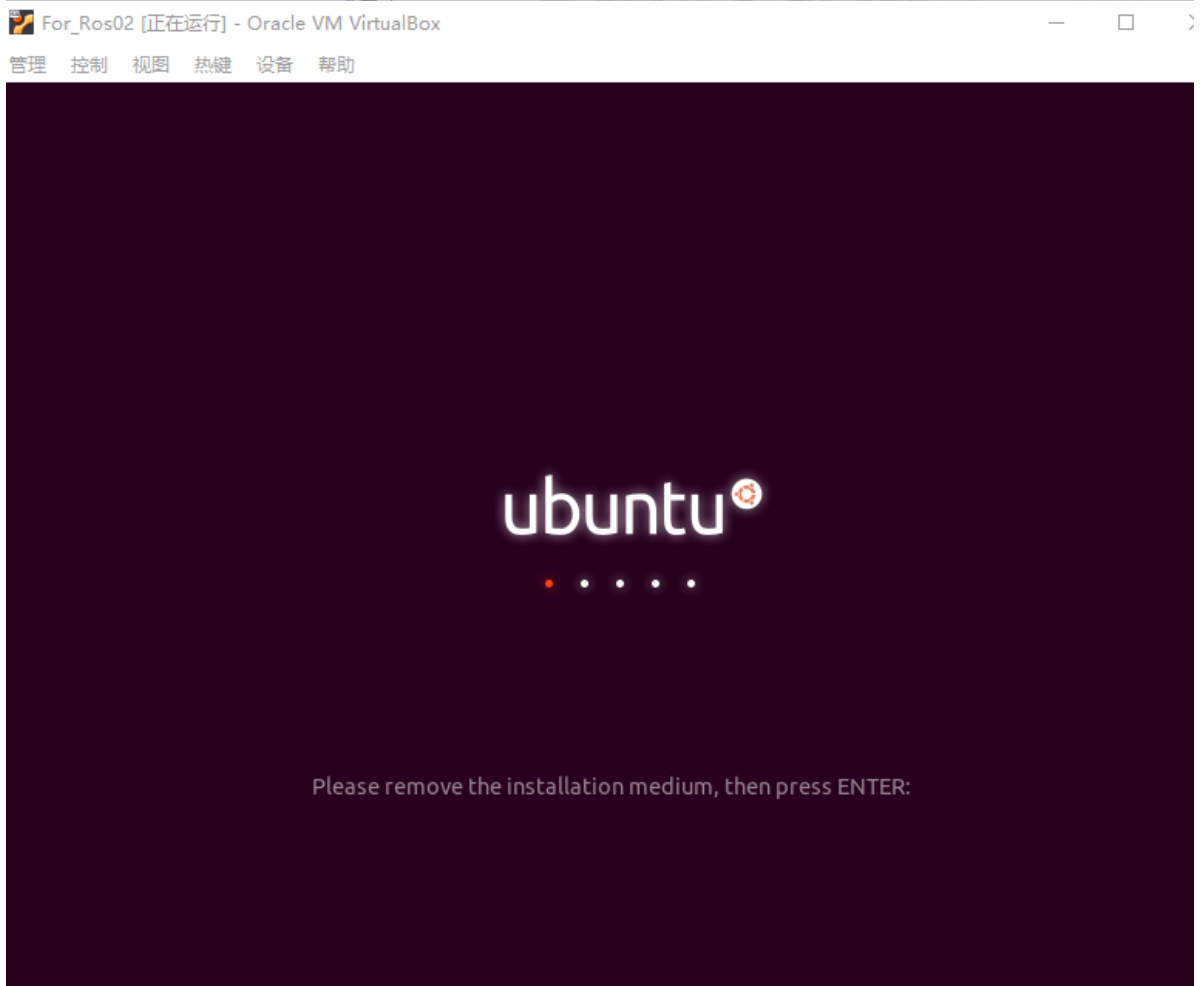 For_Ros02 [正在运行] - Oracle VM VirtualBox
管理 控制 视图 热键 设备 帮助
ubuntu
Please remove the installation medium, then press ENTER: